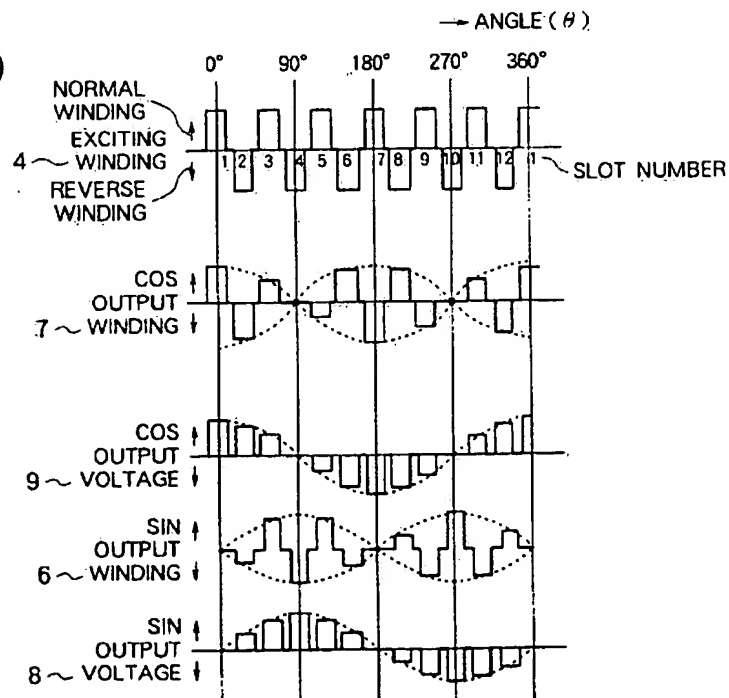 → ANGLE (θ)
0° 90° 180° 270° 360°
NORMAL
WINDING
EXCITING
4 ~ WINDING
REVERSE
WINDING
1 2 3 4 5 6 7 8 9 10 11 12 1
SLOT NUMBER
COS
OUTPUT
7 ~ WINDING
COS
OUTPUT
9 ~ VOLTAGE
SIN
OUTPUT
6 ~ WINDING
SIN
OUTPUT
8 ~ VOLTAGE